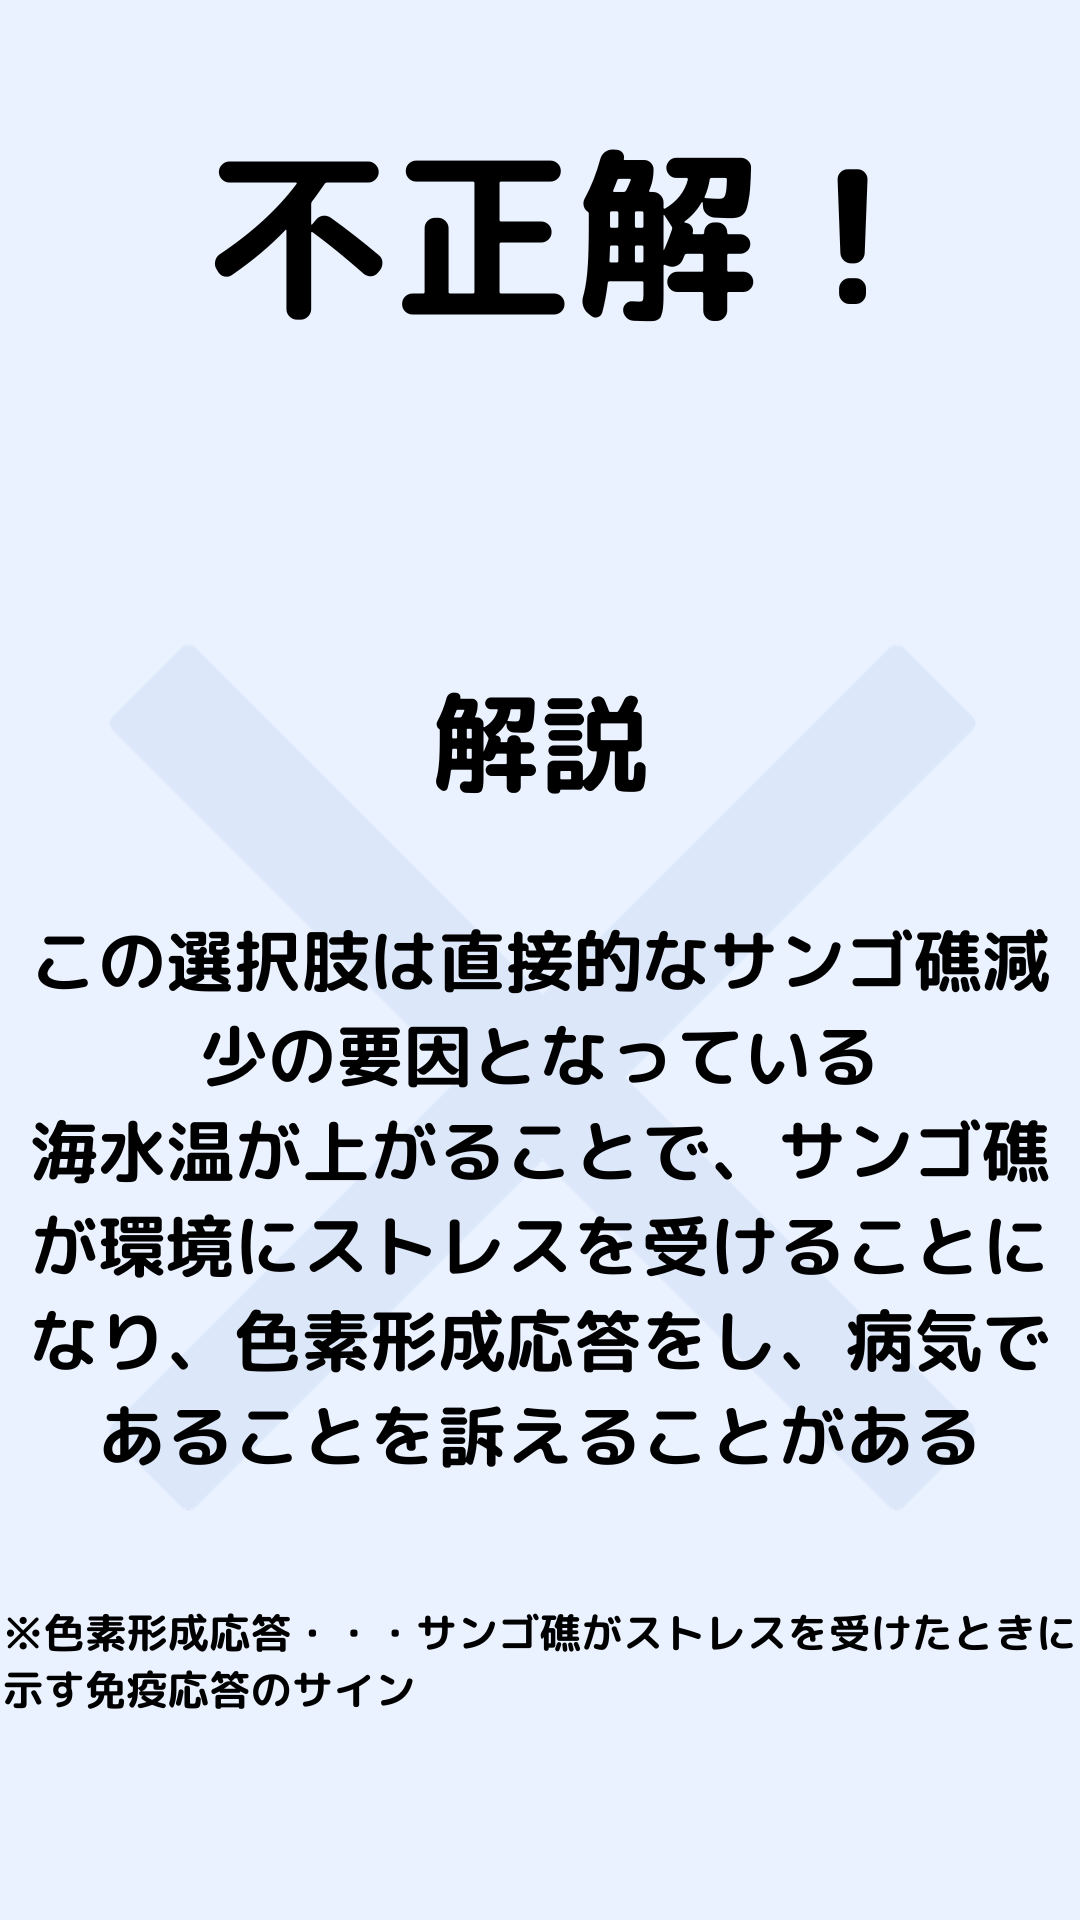 不正解！
解説
この選択肢は直接的なサンゴ礁減
少の要因となっている
海水温が上がることで、サンゴ礁
が環境にストレスを受けることに
なり、色素形成応答をし、病気で
あることを訴えることがある
※色素形成応答・・・サンゴ礁がストレスを受けたときに
示す免疫応答のサイン